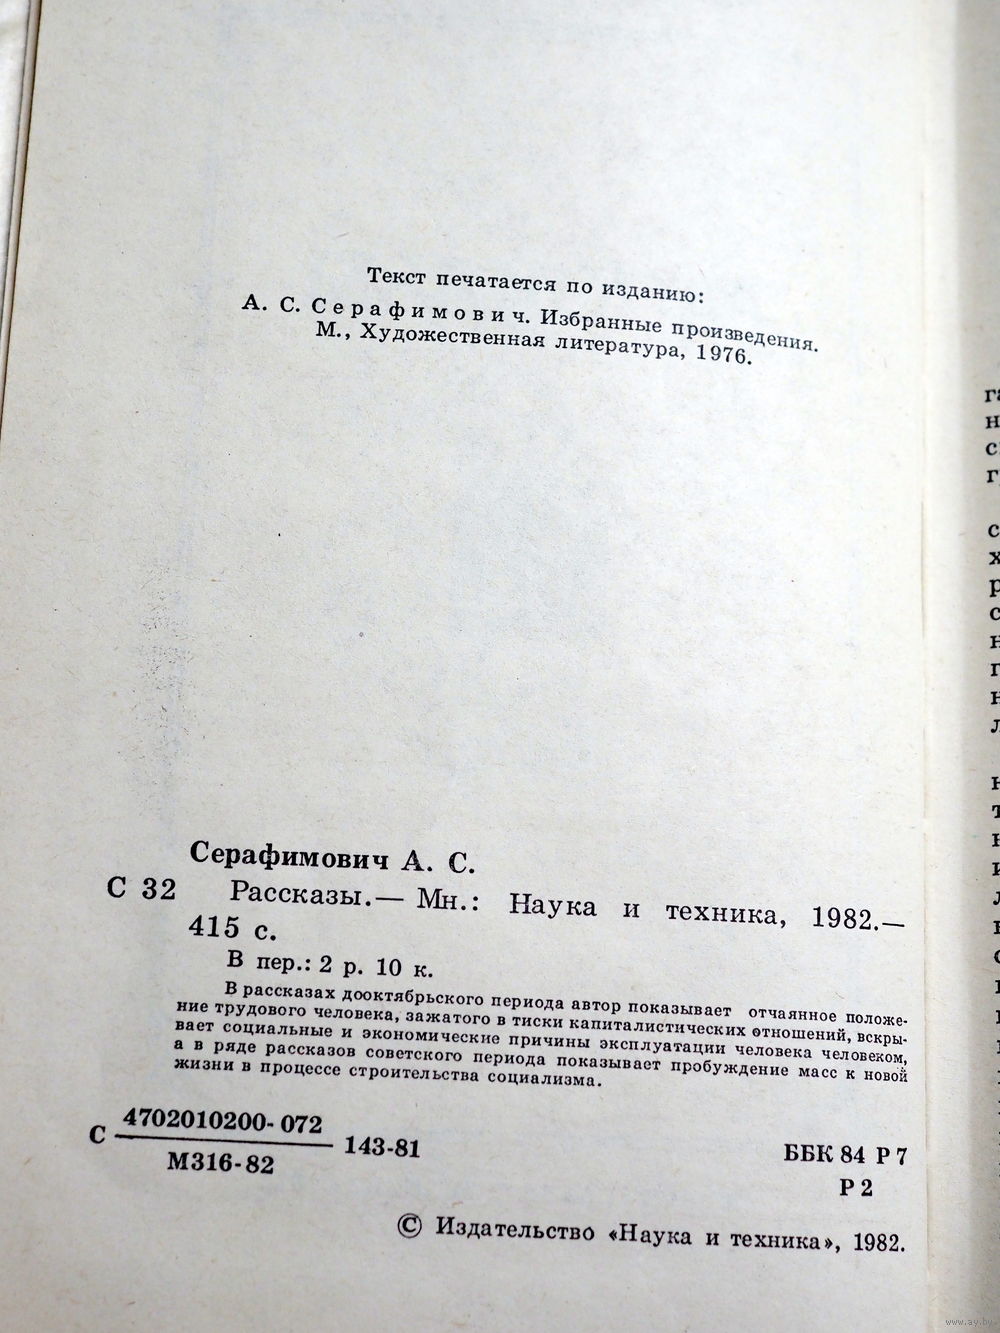 Текст печатается по изданию:
А. С. Серафимович. Избранные произведения.
М., Художественная литература, 1976.
Серафимович А. С.
С 32 Рассказы.— Мн.: Наука и техника, 1982.—
415 с.
В пер.: 2 р. 10 к.
В рассказах дооктябрьского периода автор показывает отчаянное положе-
ние трудового человека, зажатого в тиски капиталистических отношений, вскры-
вает социальные и экономические причины эксплуатации человека человеком,
а в ряде рассказов советского периода показывает пробуждение масс к новой
жизни в процессе строительства социализма.
С 4702010200-072 143-81
М316-82
ББК 84 Р 7
Р 2
© Издательство «Наука и техника», 1982.
www.ay.by